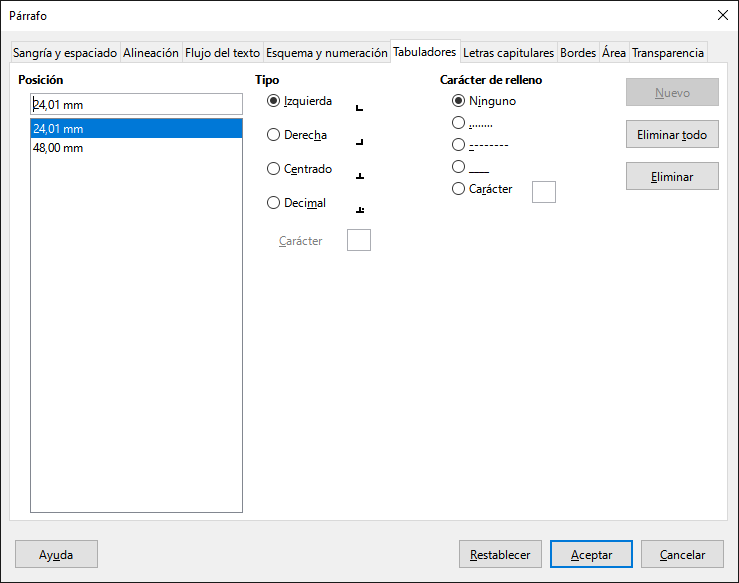 Párrafo
Sangría y espaciado Alineación Flujo del texto Esquema y numeración Tabuladores Letras capitulares Bordes Área Transparencia
Posición
24,01 mm
24,01 mm
48,00 mm
Tipo
Izquierda
Derecha
Centrado
Decimal
Carácter
Carácter de relleno
Ninguno
........
--------
____
Carácter
Nuevo
Eliminar todo
Eliminar
Ayuda
Restablecer
Aceptar
Cancelar